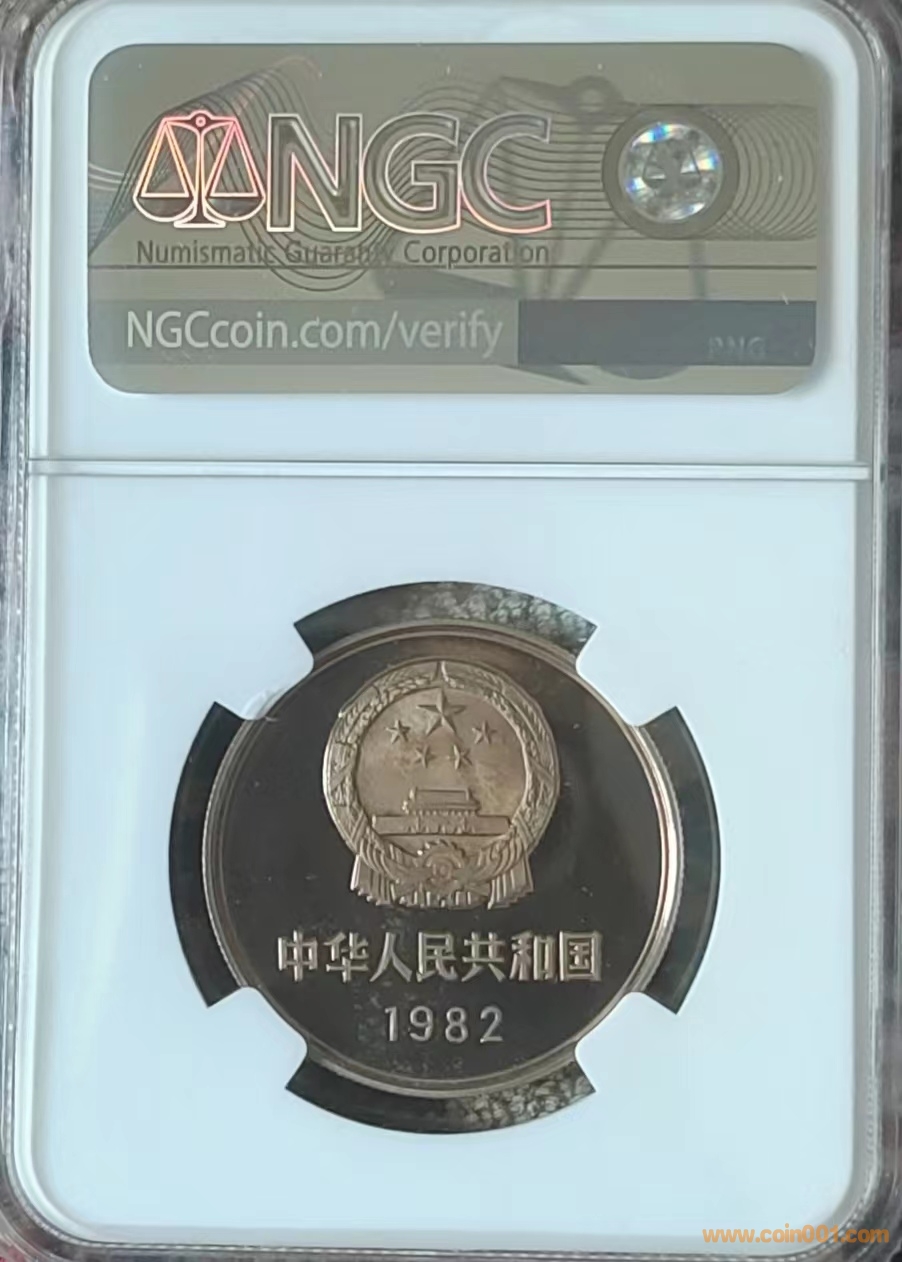 NGC
Numismatic Guaranty Corporation
NGCcoin.com/verify
PNG
中华人民共和国
1982
www.coin001.com